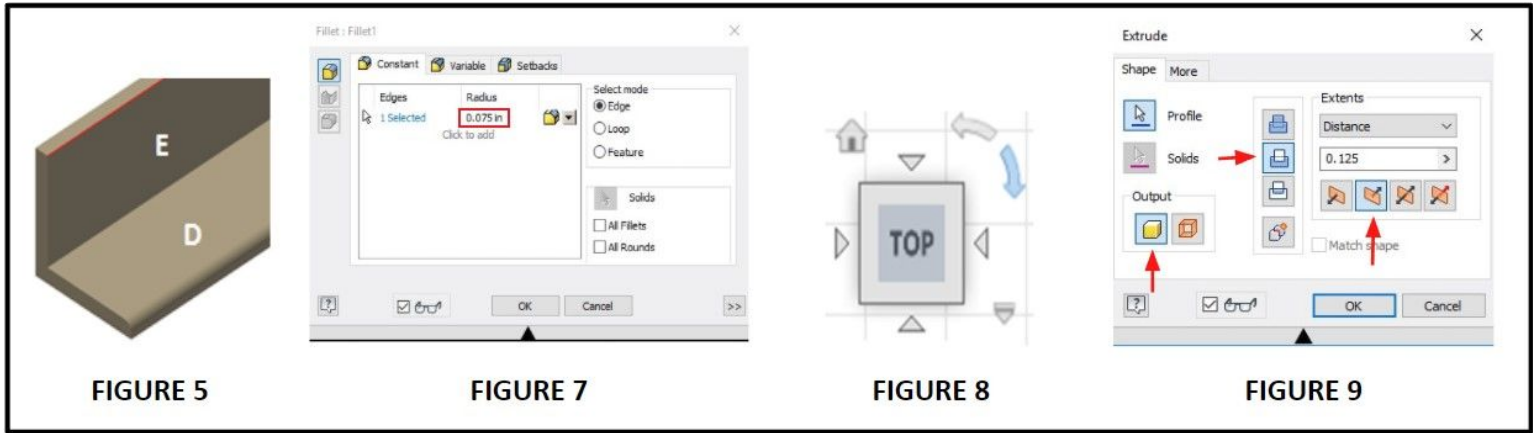 E
D
FIGURE 5
Fillet : Fillet1
Constant Variable Setbacks
Edges Radius
1 Selected 0.075 in
Click to add
Select mode
Edge
Loop
Feature
Solids
All Fillets
All Rounds
OK Cancel >>
FIGURE 7
TOP
FIGURE 8
Extrude
Shape More
Profile
Solids
Output
Extents
Distance
0.125 >
Match shape
OK Cancel
FIGURE 9